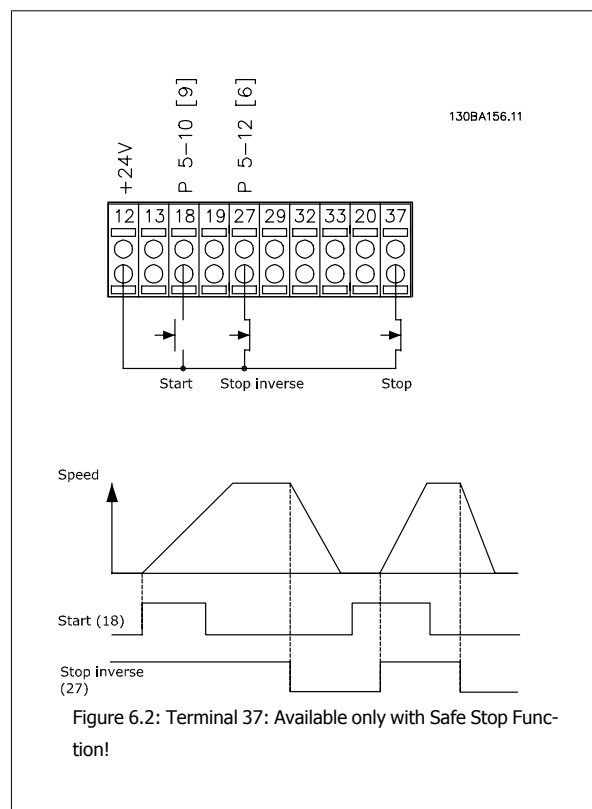 +24V
P 5-10 [9]
P 5-12 [6]
130BA156.11
12 13 18 19 27 29 32 33 20 37
Start Stop inverse Stop
Speed
Start (18)
Stop inverse
(27)
Figure 6.2: Terminal 37: Available only with Safe Stop Func-
tion!